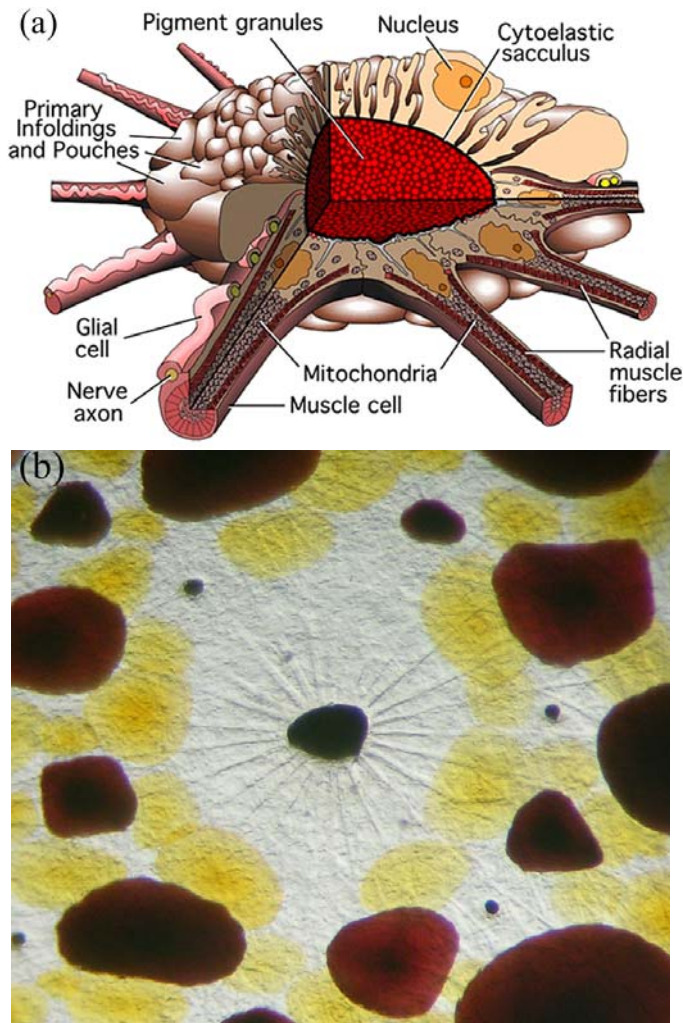 (a)
Pigment granules
Nucleus
Cytoelastic
sacculus
Primary
Infoldings
and Pouches
Glial
cell
Nerve
axon
Mitochondria
Muscle cell
Radial
muscle
fibers
(b)